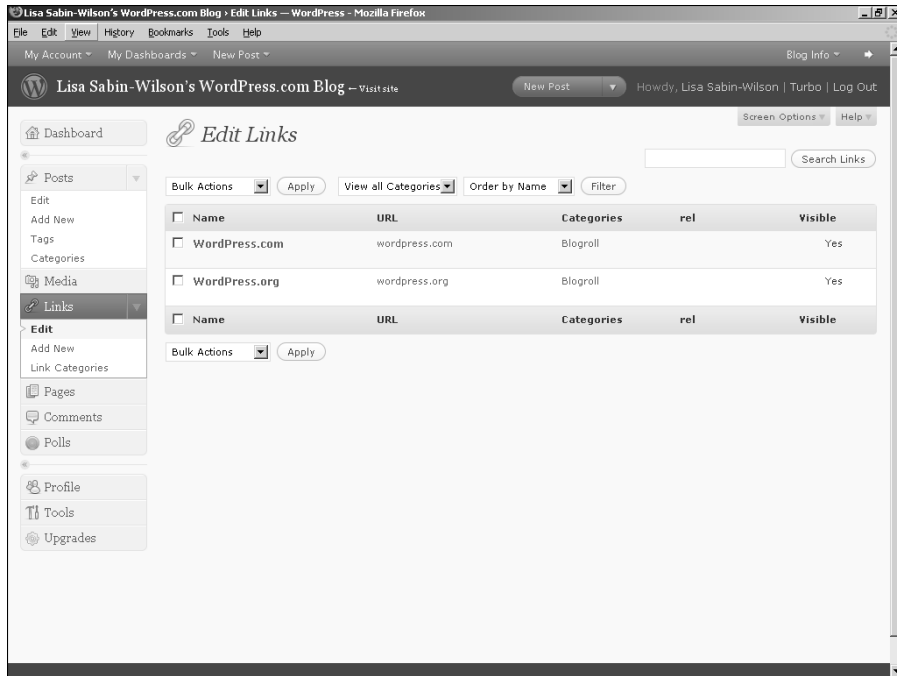 Lisa Sabin-Wilson's WordPress.com Blog › Edit Links — WordPress - Mozilla Firefox
File Edit View History Bookmarks Tools Help
My Account My Dashboards New Post Blog Info
Lisa Sabin-Wilson's WordPress.com Blog ← Visit site New Post Howdy, Lisa Sabin-Wilson | Turbo | Log Out
Screen Options Help
Dashboard
Edit Links
Search Links
Posts
Bulk Actions Apply View all Categories Order by Name Filter
Edit
Add New
Tags
Categories
Name URL Categories rel Visible
WordPress.com wordpress.com Blogroll Yes
Media
WordPress.org wordpress.org Blogroll Yes
Links
Name URL Categories rel Visible
Edit
Add New
Bulk Actions Apply
Link Categories
Pages
Comments
Polls
Profile
Tools
Upgrades